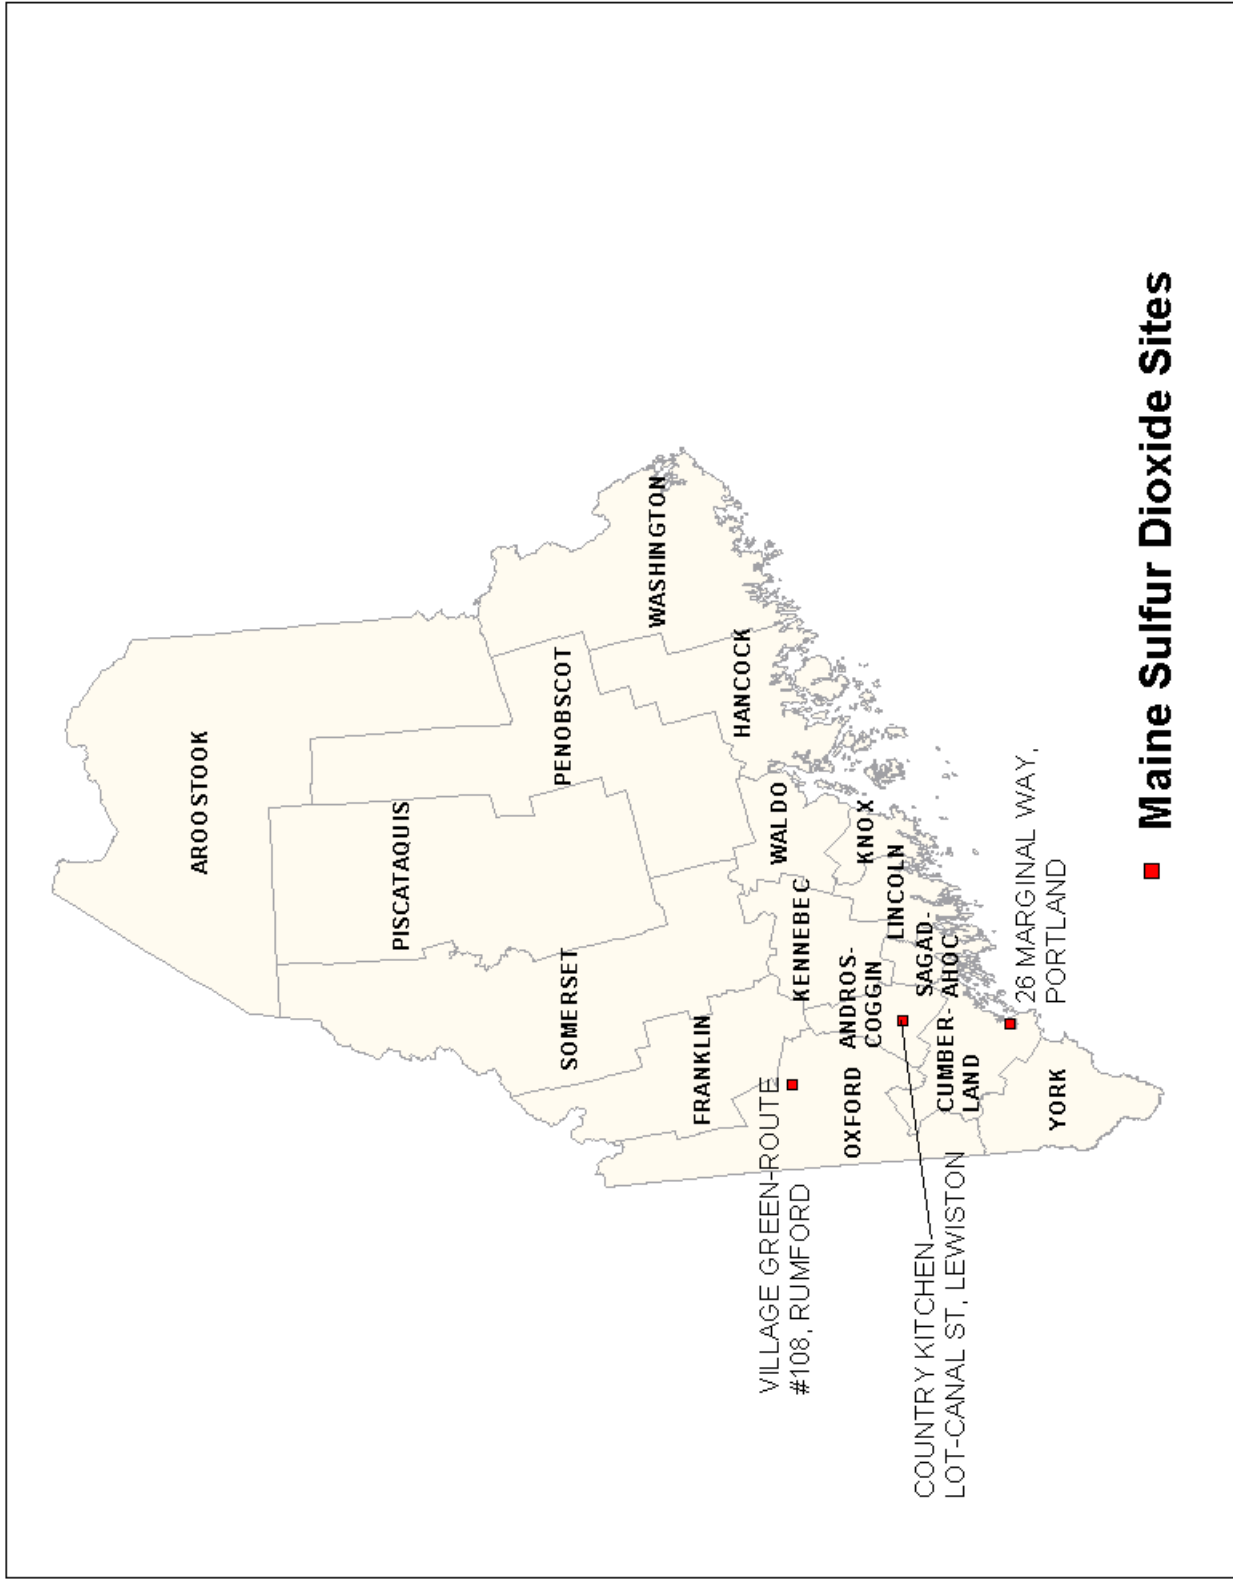 AROOSTOOK
PISCATAQUIS
PENOBSCOT
SOMERSET
WASHINGTON
FRANKLIN
HANCOCK
WALDO
KENNEBEC
KNOX
OXFORD
ANDROS-
COGGIN
LINCOLN
SAGAD-
AHOC
CUMBER-
LAND
YORK
VILLAGE GREEN-ROUTE
#108, RUMFORD
COUNTRY KITCHEN
LOT-CANAL ST, LEWISTON
26 MARGINAL WAY,
PORTLAND
Maine Sulfur Dioxide Sites